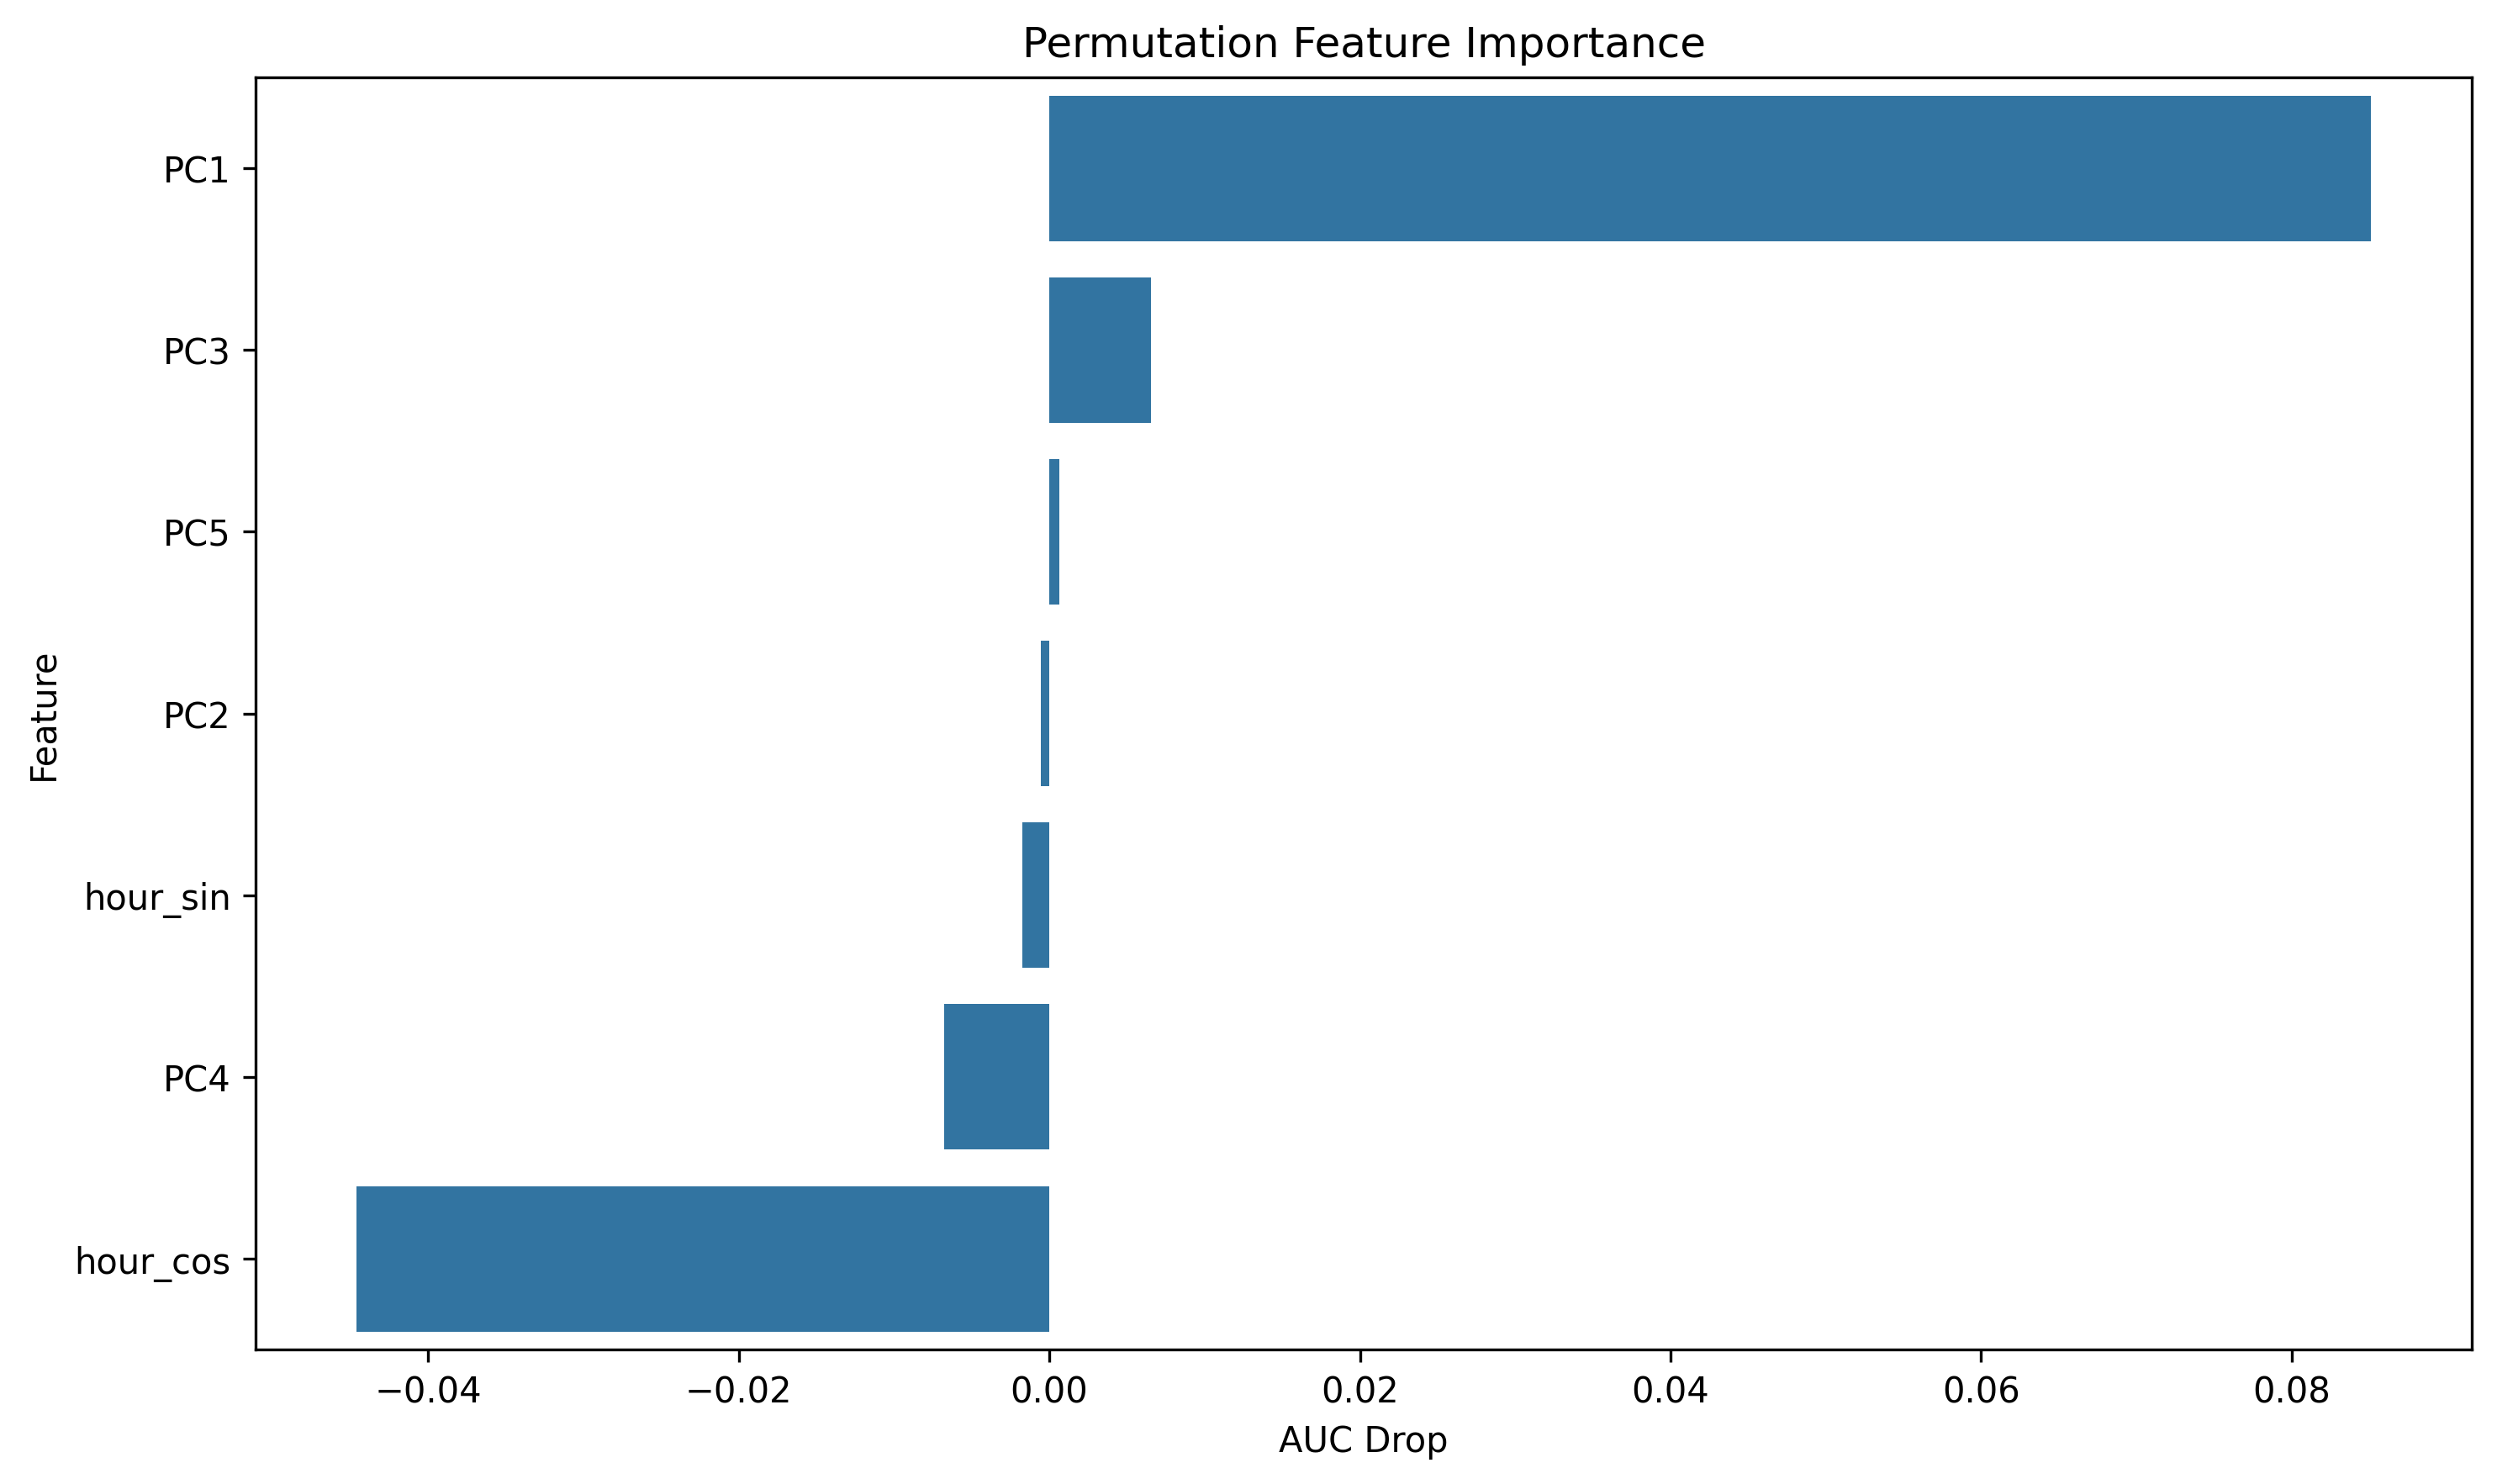 Permutation Feature Importance
PC1
PC3
PC5
PC2
hour_sin
PC4
hour_cos
Feature
−0.04 −0.02 0.00 0.02 0.04 0.06 0.08
AUC Drop